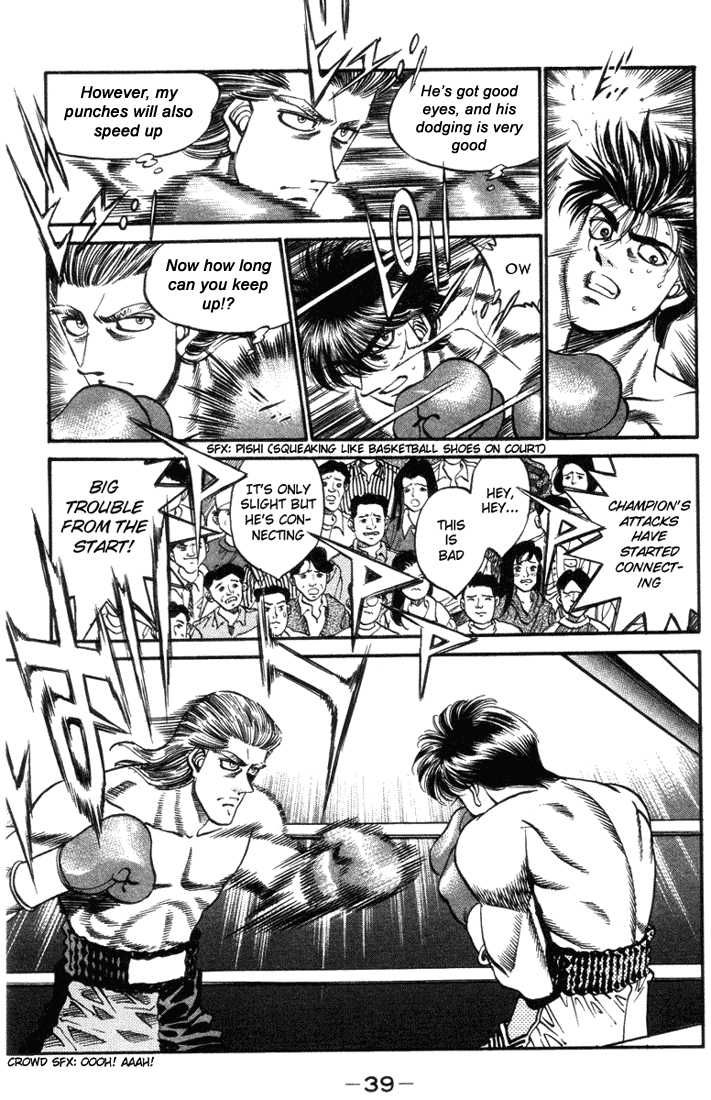 He's got good
eyes, and his
dodging is very
good
However, my
punches will also
speed up
OW
Now how long
can you keep
up!?
SFX: PISHI (SQUEAKING LIKE BASKETBALL SHOES ON COURT)
CHAMPION'S
ATTACKS
HAVE
STARTED
CONNECT-
ING
HEY,
HEY...
THIS
IS
BAD
IT'S ONLY
SLIGHT BUT
HE'S CON-
NECTING
BIG
TROUBLE
FROM THE
START!
CROWD SFX: OOOH! AAAH!
-39-